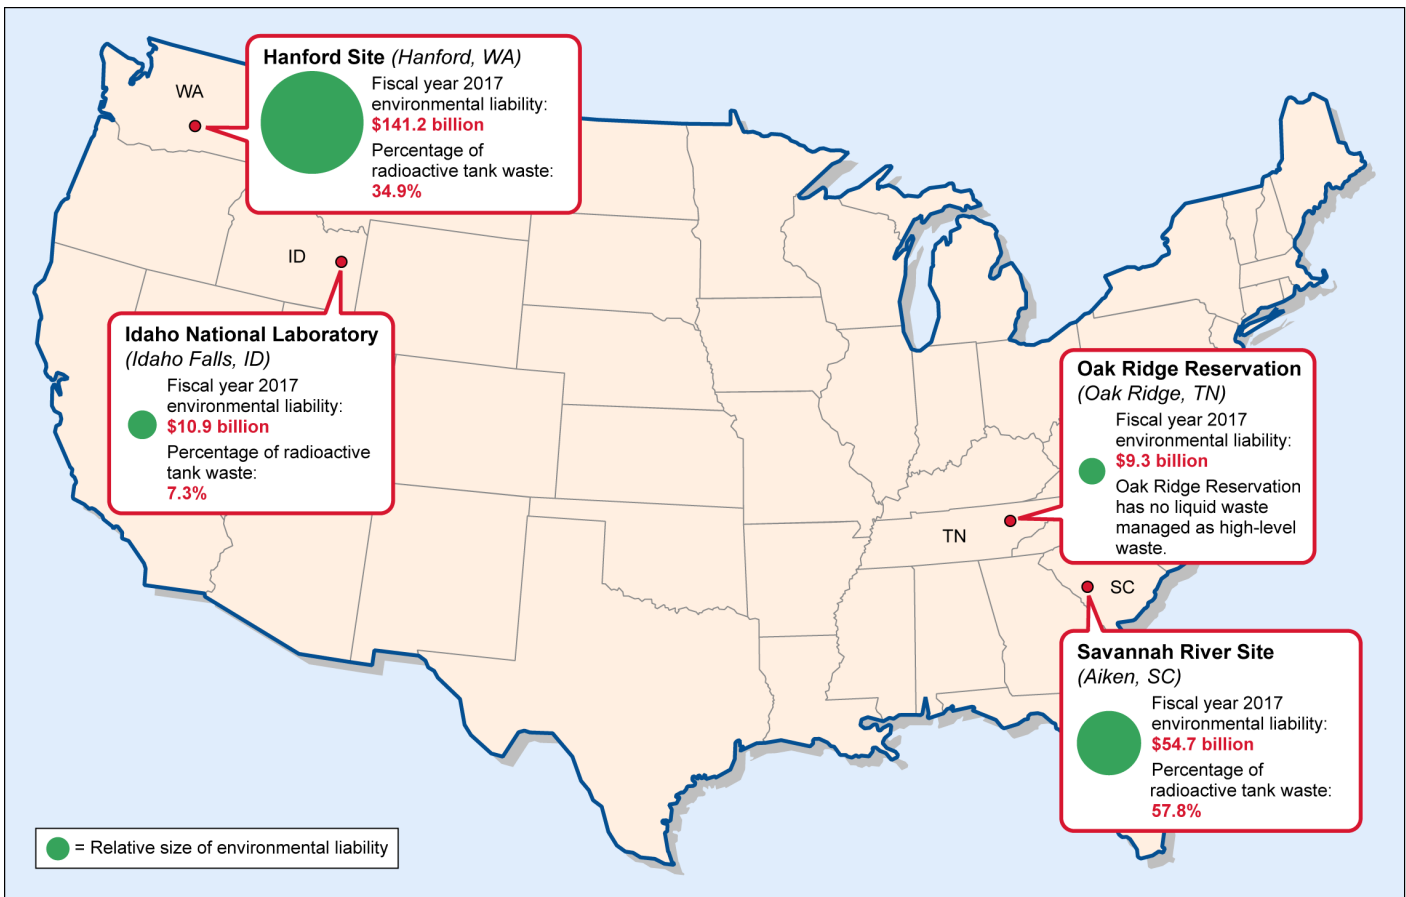 Hanford Site (Hanford, WA)
Fiscal year 2017
environmental liability:
$141.2 billion
Percentage of
radioactive tank waste:
34.9%
WA
ID
Idaho National Laboratory
(Idaho Falls, ID)
Fiscal year 2017
environmental liability:
$10.9 billion
Percentage of radioactive
tank waste:
7.3%
Oak Ridge Reservation
(Oak Ridge, TN)
Fiscal year 2017
environmental liability:
$9.3 billion
Oak Ridge Reservation
has no liquid waste
managed as high-level
waste.
TN
SC
Savannah River Site
(Aiken, SC)
Fiscal year 2017
environmental liability:
$54.7 billion
Percentage of
radioactive tank waste:
57.8%
= Relative size of environmental liability